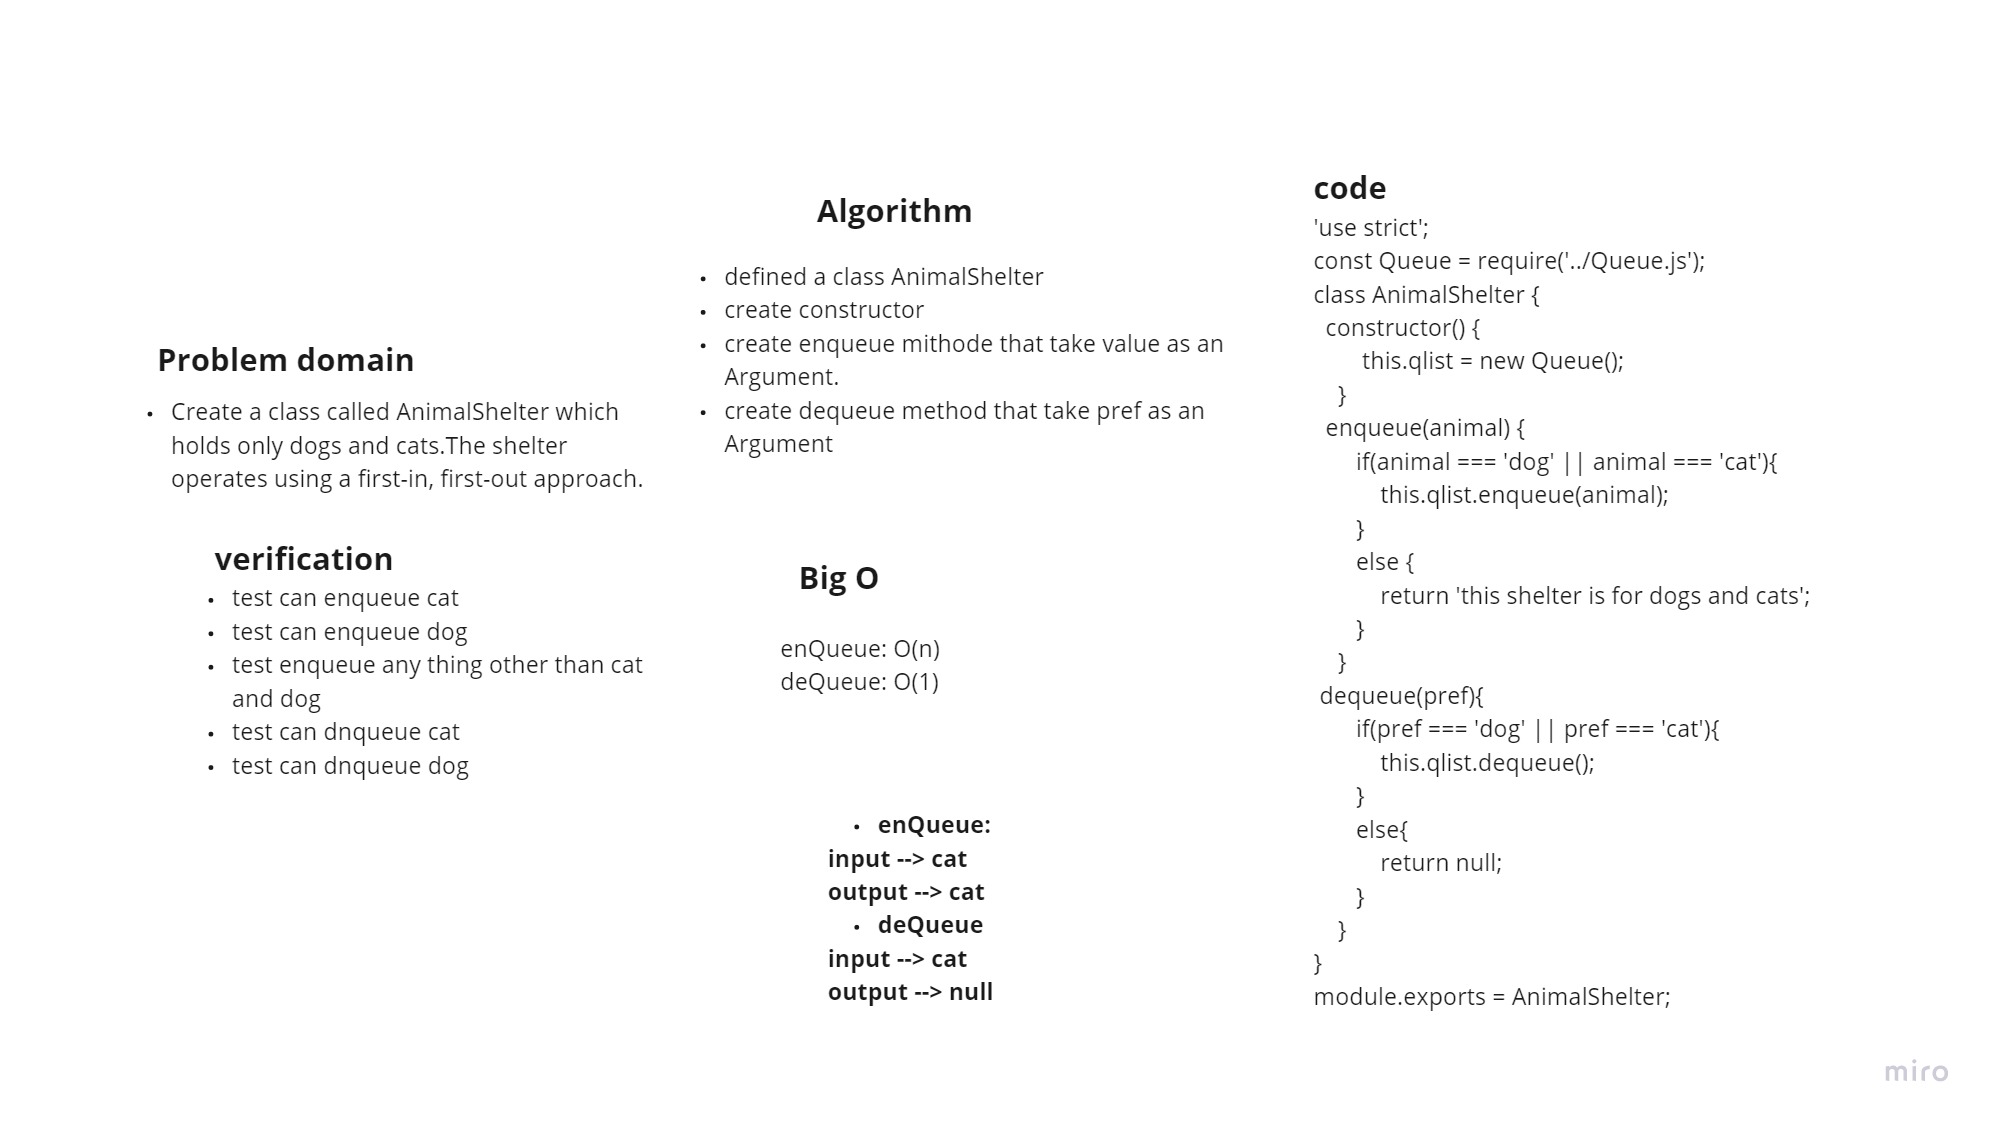 Problem domain
• Create a class called AnimalShelter which
holds only dogs and cats.The shelter
operates using a first-in, first-out approach.
verification
• test can enqueue cat
• test can enqueue dog
• test enqueue any thing other than cat
and dog
• test can dnqueue cat
• test can dnqueue dog
Algorithm
• defined a class AnimalShelter
• create constructor
• create enqueue mithode that take value as an
Argument.
• create dequeue method that take pref as an
Argument
Big O
enQueue: O(n)
deQueue: O(1)
• enQueue:
input --> cat
output --> cat
• deQueue
input --> cat
output --> null
code
'use strict';
const Queue = require('../Queue.js');
class AnimalShelter {
constructor() {
this.qlist = new Queue();
}
enqueue(animal) {
if(animal === 'dog' || animal === 'cat'){
this.qlist.enqueue(animal);
}
else {
return 'this shelter is for dogs and cats';
}
}
dequeue(pref){
if(pref === 'dog' || pref === 'cat'){
this.qlist.dequeue();
}
else{
return null;
}
}
}
module.exports = AnimalShelter;
miro